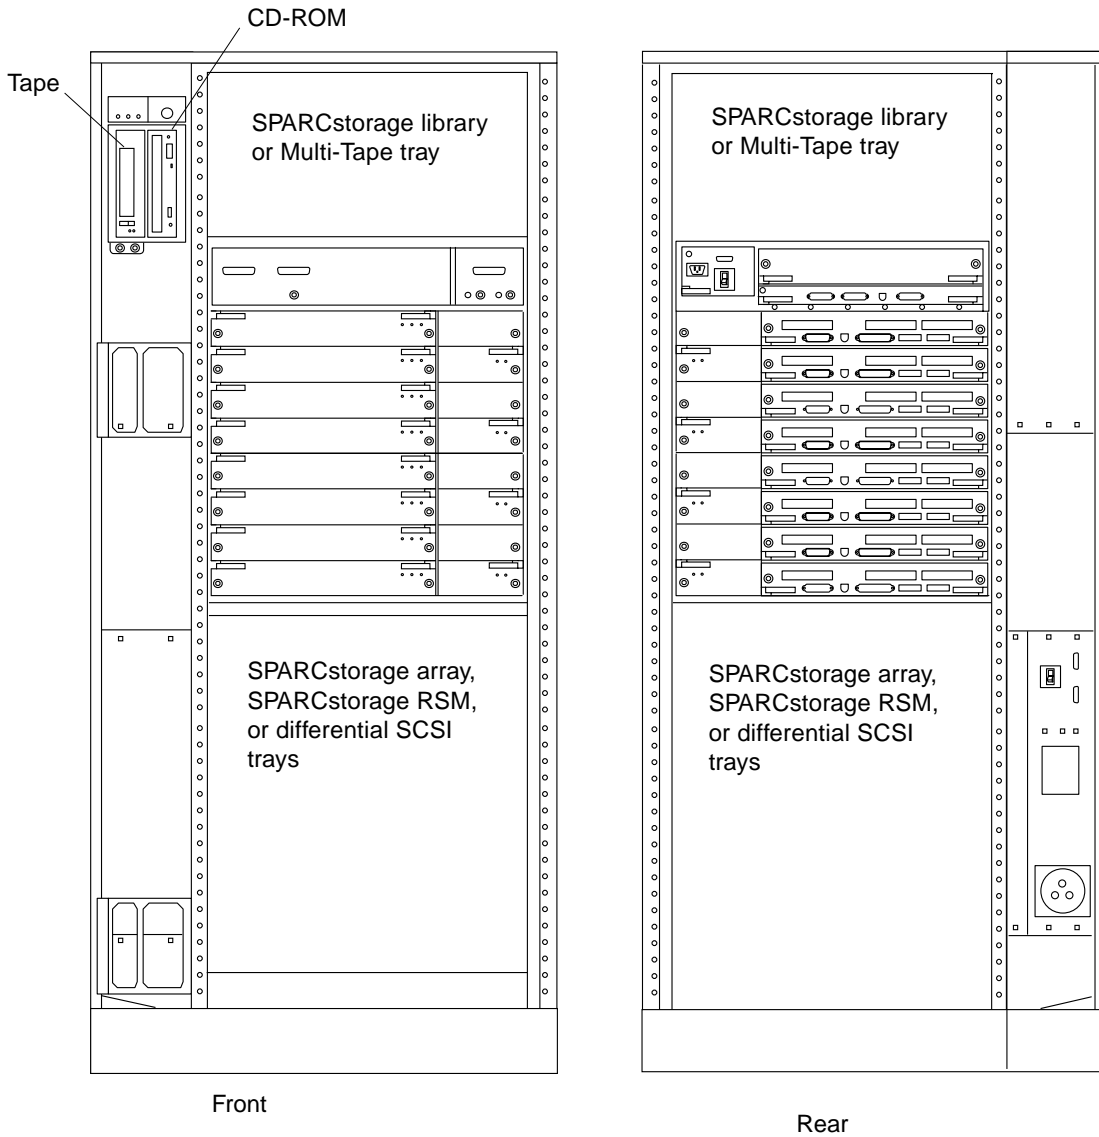 CD-ROM
Tape
SPARCstorage library
or Multi-Tape tray
SPARCstorage library
or Multi-Tape tray
SPARCstorage array,
SPARCstorage RSM,
or differential SCSI
trays
SPARCstorage array,
SPARCstorage RSM,
or differential SCSI
trays
Front
Rear